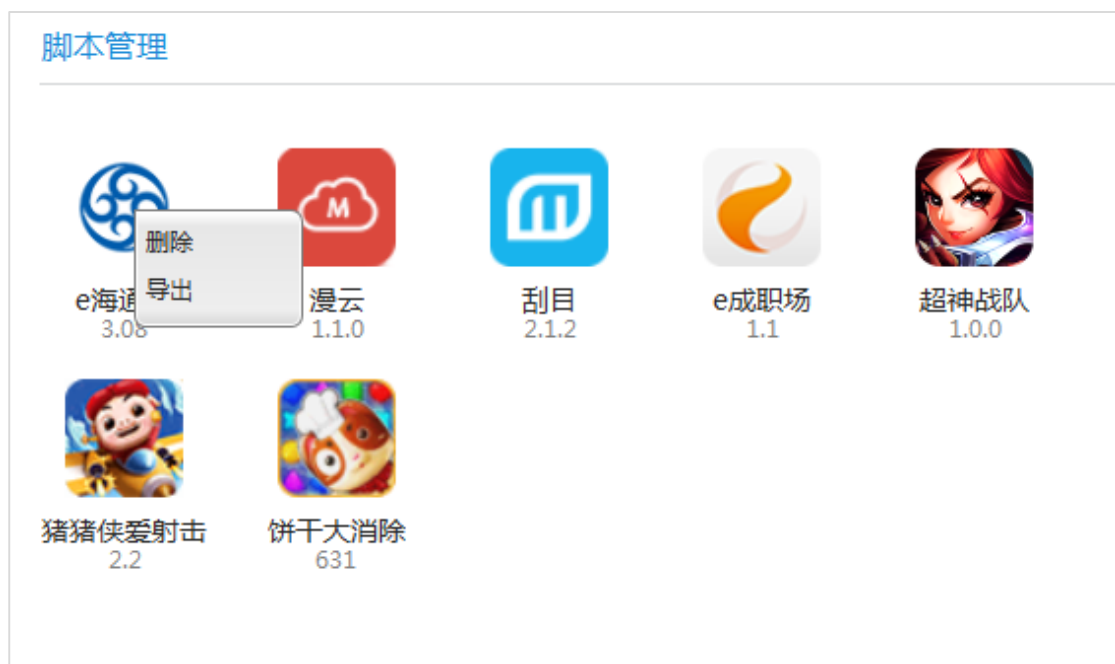 脚本管理
删除
导出
e海通
漫云
刮目
e成职场
超神战队
3.08
1.1.0
2.1.2
1.1
1.0.0
猪猪侠爱射击
饼干大消除
2.2
631